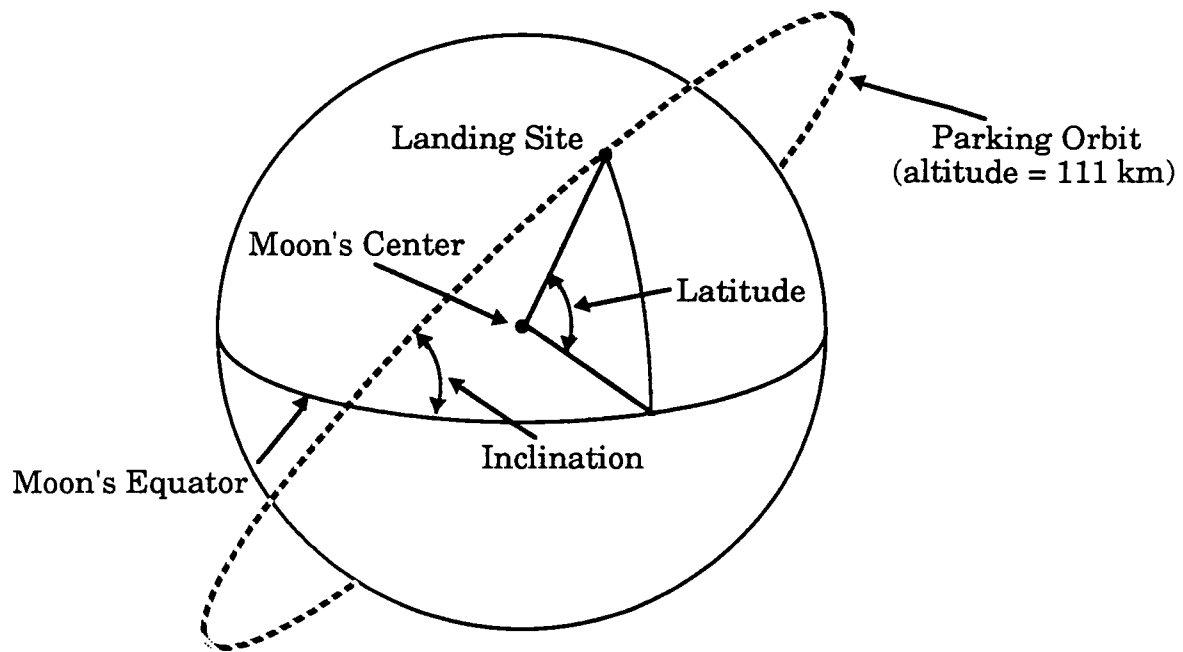 Landing Site
Parking Orbit
(altitude = 111 km)
Moon's Center
Latitude
Inclination
Moon's Equator